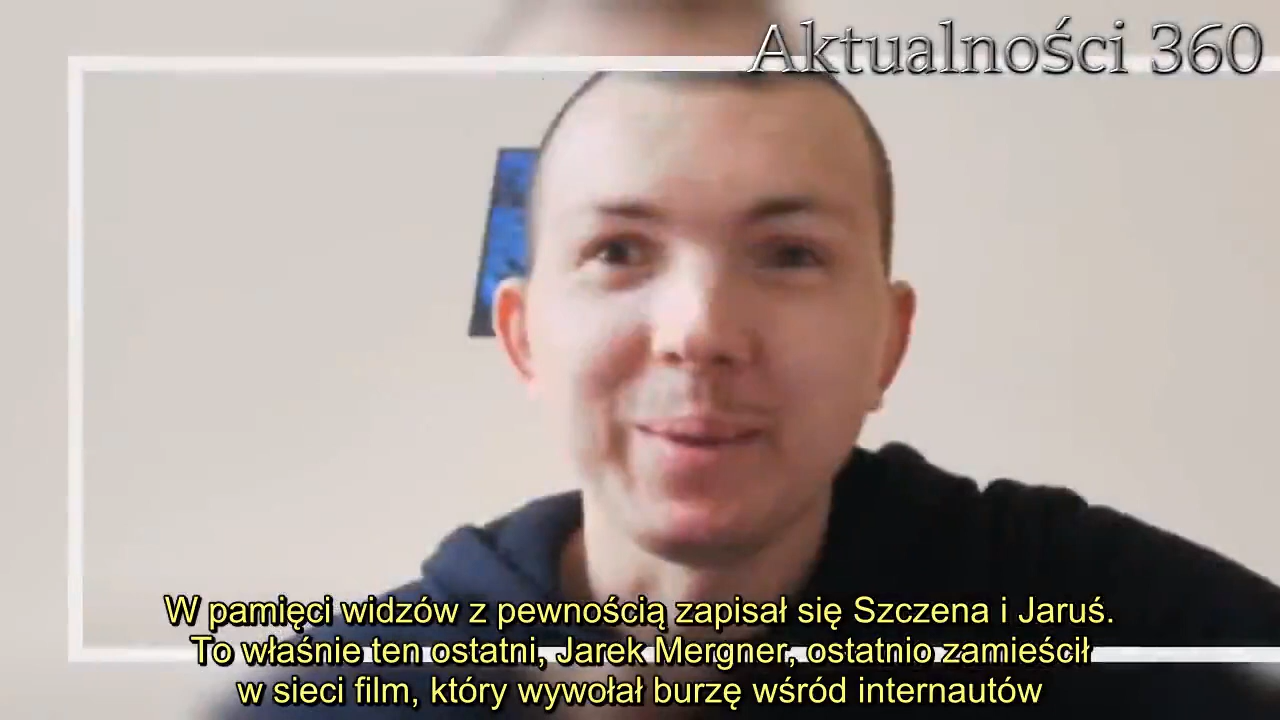 Aktualności 360
W pamięci widzów z pewnością zapisał się Szczena i Jaruś.
To właśnie ten ostatni, Jarek Mergner, ostatnio zamieścił
w sieci film, który wywołał burzę wśród internautów